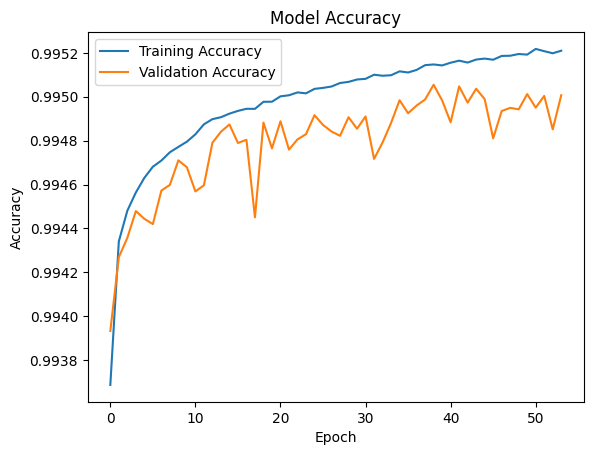 Model Accuracy
Training Accuracy
Validation Accuracy
0.9952
0.9950
0.9948
0.9946
0.9944
0.9942
0.9940
0.9938
Accuracy
0 10 20 30 40 50
Epoch